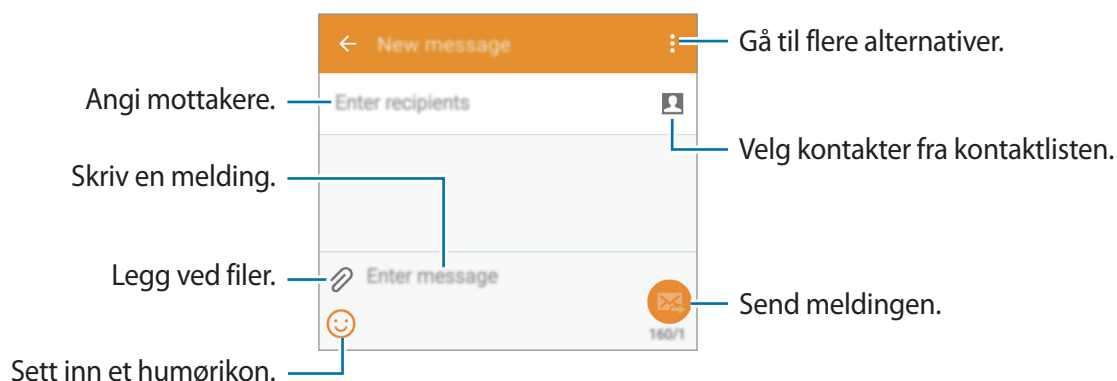 New message
Gå til flere alternativer.
Angi mottakere.
Enter recipients
Velg kontakter fra kontaktlisten.
Skriv en melding.
Legg ved filer.
Enter message
Send meldingen.
160/1
Sett inn et humørikon.